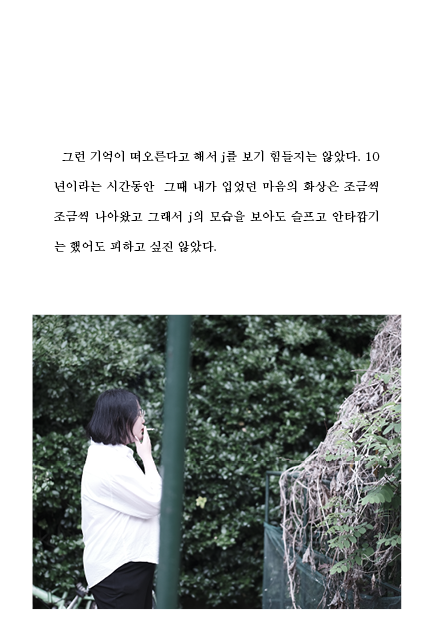 그런 기억이 떠오른다고 해서 j를 보기 힘들지는 않았다. 10
년이라는 시간동안 그때 내가 입었던 마음의 화상은 조금씩
조금씩 나아왔고 그래서 j의 모습을 보아도 슬프고 안타깝기
는 했어도 피하고 싶진 않았다.